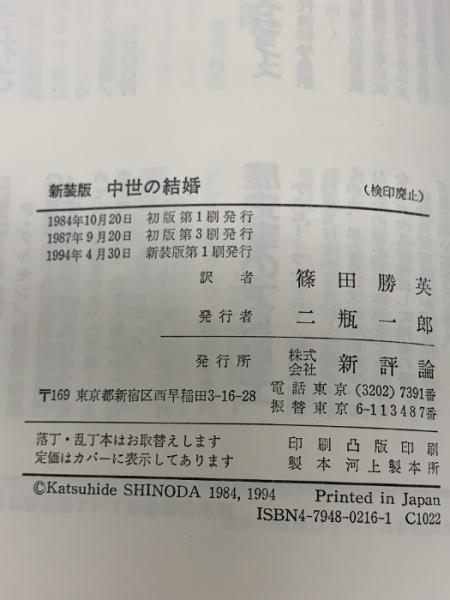 新装版 中世の結婚 (検印廃止)
1984年10月20日 初版第1刷発行
1987年9月20日 初版第3刷発行
1994年4月30日 新装版第1刷発行
訳者 篠田勝英
発行者 二瓶一郎
発行所 株式会社 新評論
〒169 東京都新宿区西早稲田3-16-28
電話 東京 (3202) 7391番
振替 東京 6-113487番
落丁・乱丁本はお取替えします
定価はカバーに表示してあります
印刷 凸版印刷
製本 河上製本所
©Katsuhide SHINODA 1984, 1994 Printed in Japan
ISBN4-7948-0216-1 C1022